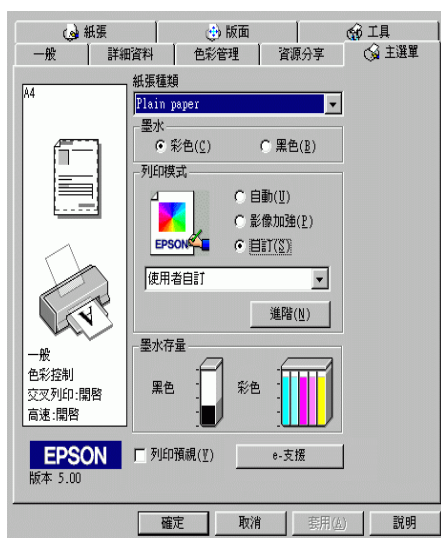 紙張 版面 工具
一般 詳細資料 色彩管理 資源分享 主選單
A4
紙張種類
Plain paper
墨水
彩色(C) 黑色(B)
列印模式
自動(U)
影像加強(P)
自訂(S)
EPSON
使用者自訂
進階(N)
一般
色彩控制
交叉列印:開啓
高速:開啓
墨水存量
黑色 彩色
EPSON
版本 5.00
列印預視(V) e-支援
確定 取消 套用(A) 說明